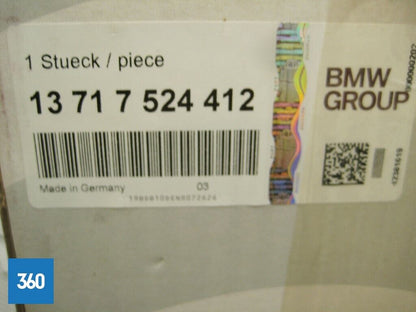 1 Stueck / piece
13 71 7 524 412
Made in Germany
03
BMW
GROUP
360